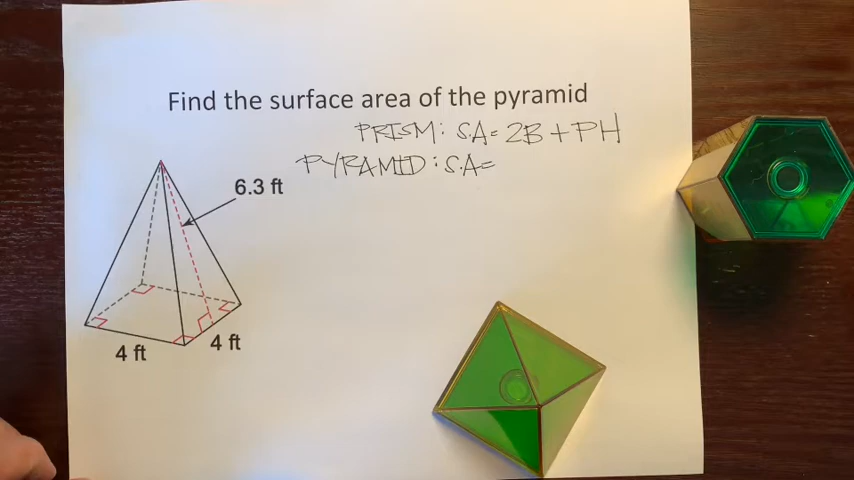 Find the surface area of the pyramid
PRISM: S.A= 2B + PH
PYRAMID: S.A=
6.3 ft
4 ft
4 ft